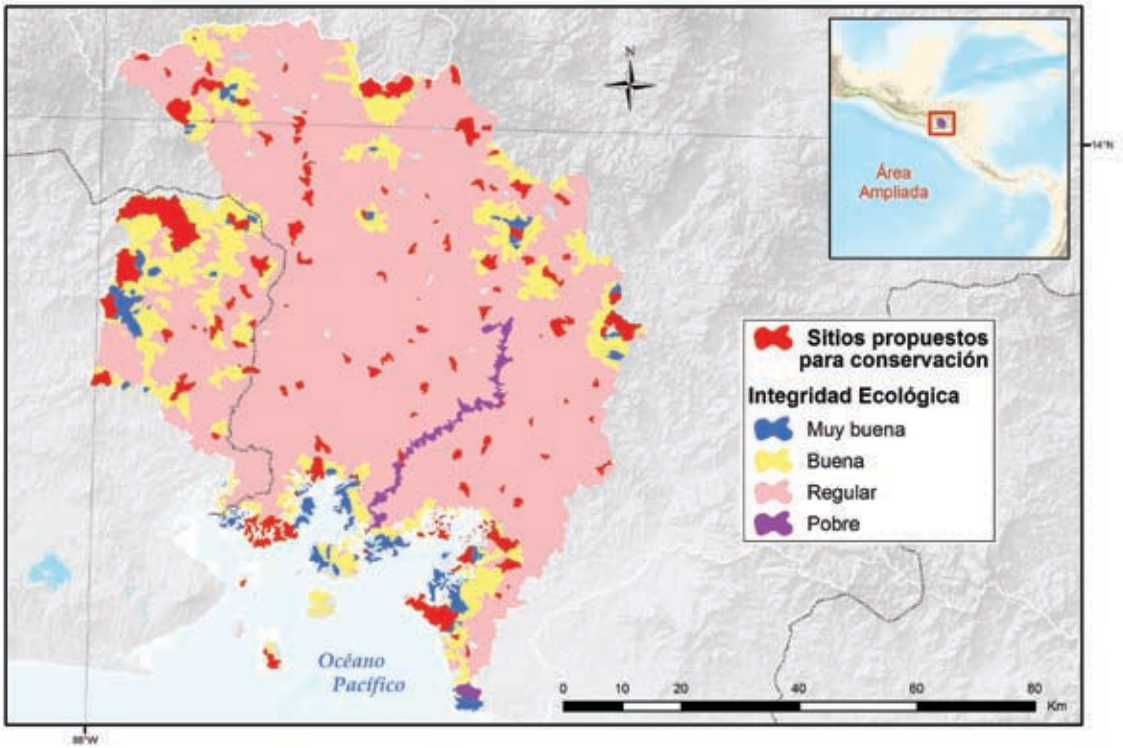 N
14°N
Área
Ampliada
Sitios propuestos
para conservación
Integridad Ecológica
Muy buena
Buena
Regular
Pobre
Océano
Pacífico
0 10 20 40 60 80
Km
88°W